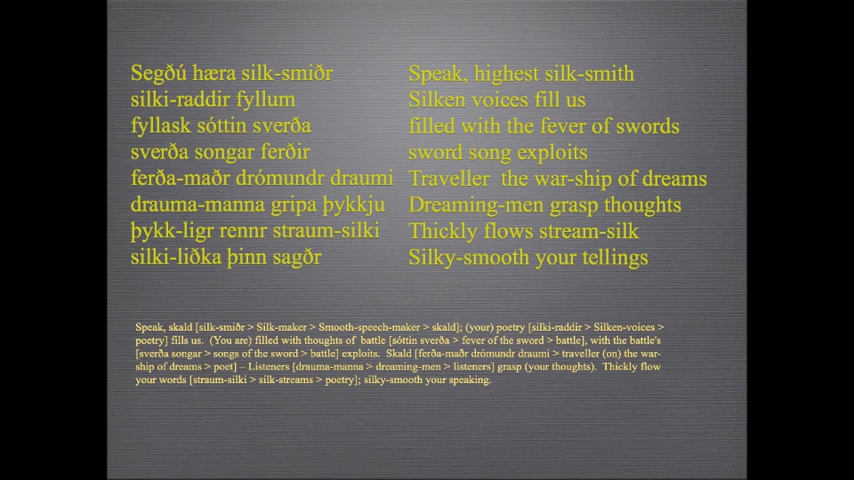 Segðú hæra silk-smiðr
silki-raddir fyllum
fyllask sóttin sverða
sverða songar ferðir
ferða-maðr drómundr draumi
drauma-manna gripa þykkju
þykk-ligr rennr straum-silki
silki-liðka þinn sagðr
Speak, highest silk-smith
Silken voices fill us
filled with the fever of swords
sword song exploits
Traveller the war-ship of dreams
Dreaming-men grasp thoughts
Thickly flows stream-silk
Silky-smooth your tellings
Speak, skald [silk-smiðr > Silk-maker > Smooth-speech-maker > skald]; (your) poetry [silki-raddir > Silken-voices >
poetry] fills us. (You are) filled with thoughts of battle [sóttin sverða > fever of the sword > battle], with the battle's
[sverða songar > songs of the sword > battle] exploits. Skald [ferða-maðr drómundr draumi > traveller (on) the war-
ship of dreams > poet] – Listeners [drauma-manna > dreaming-men > listeners] grasp (your thoughts). Thickly flow
your words [straum-silki > silk-streams > poetry]; silky-smooth your speaking.